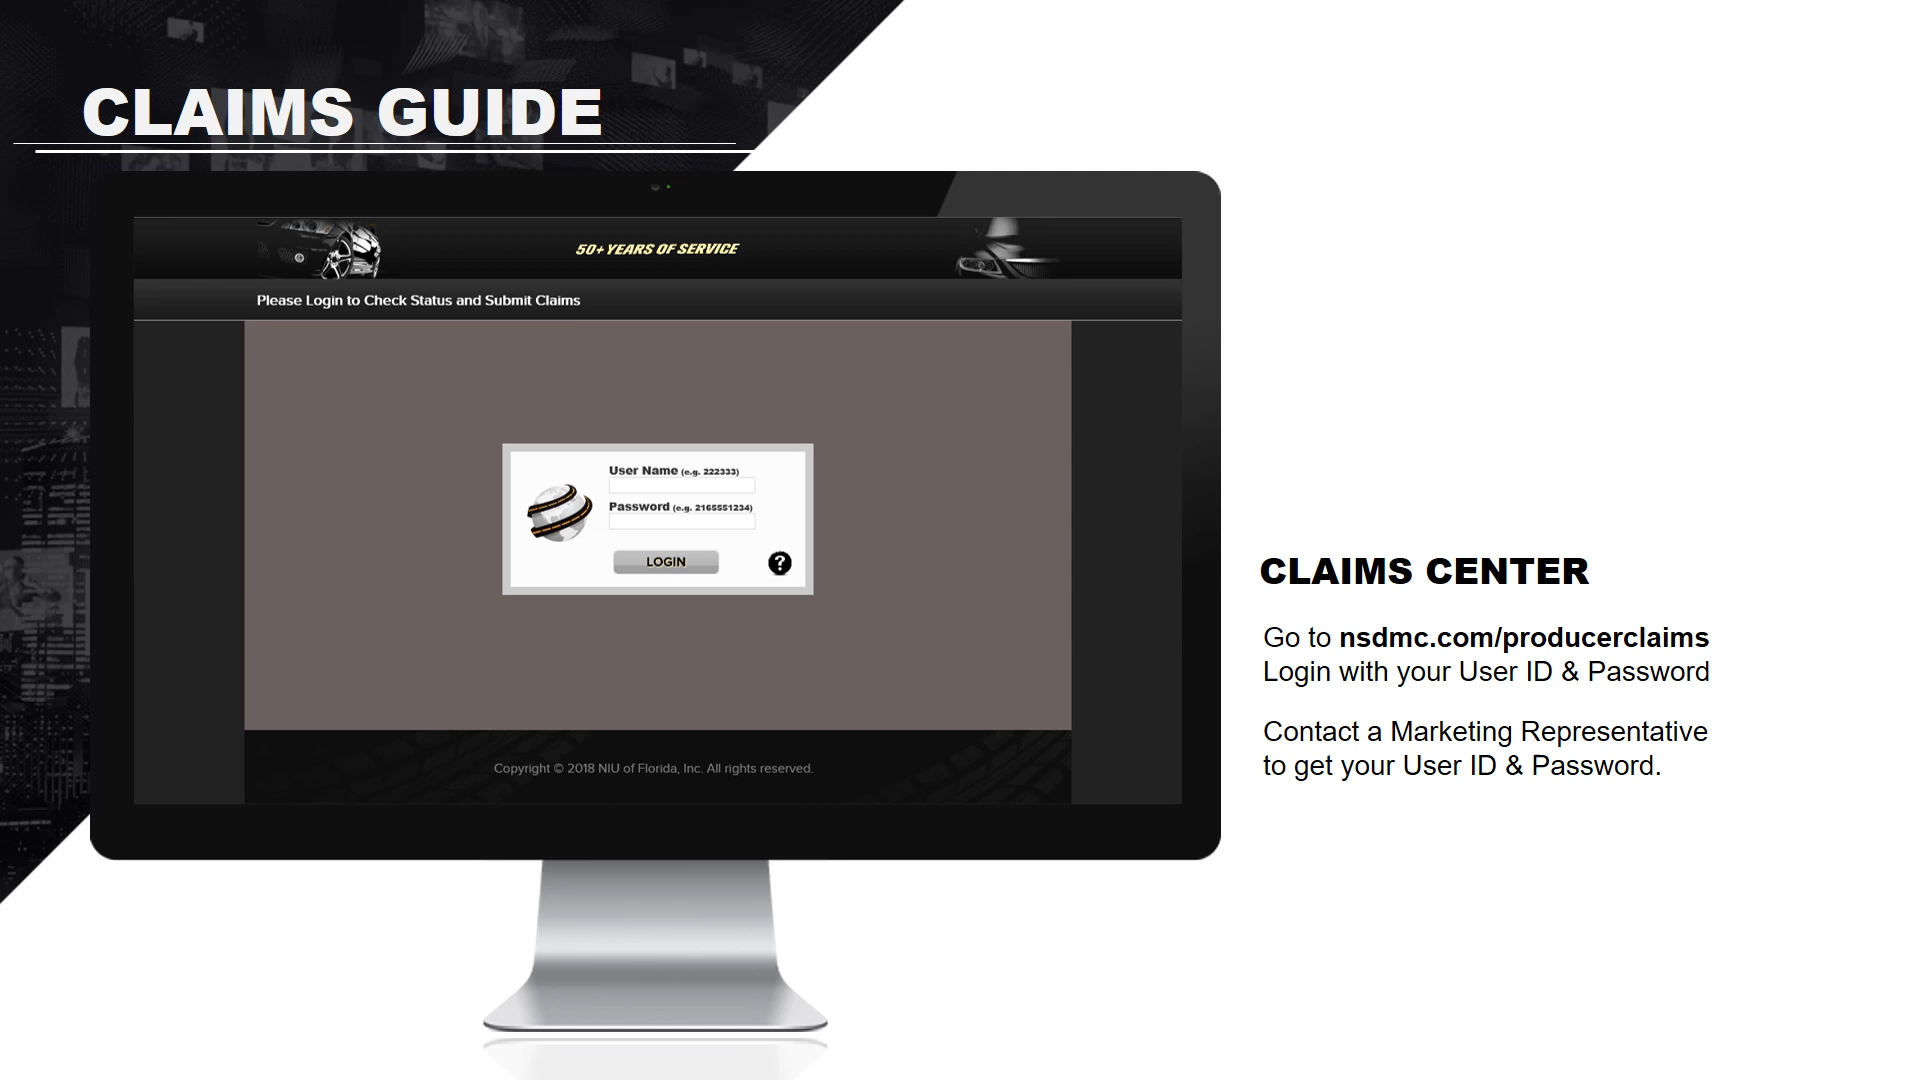 CLAIMS GUIDE
50+ YEARS OF SERVICE
Please Login to Check Status and Submit Claims
User Name (e.g. 222333)
Password (e.g. 2165551234)
LOGIN
?
Copyright © 2018 NIU of Florida, Inc. All rights reserved.
CLAIMS CENTER
Go to nsdmc.com/producerclaims
Login with your User ID & Password
Contact a Marketing Representative
to get your User ID & Password.